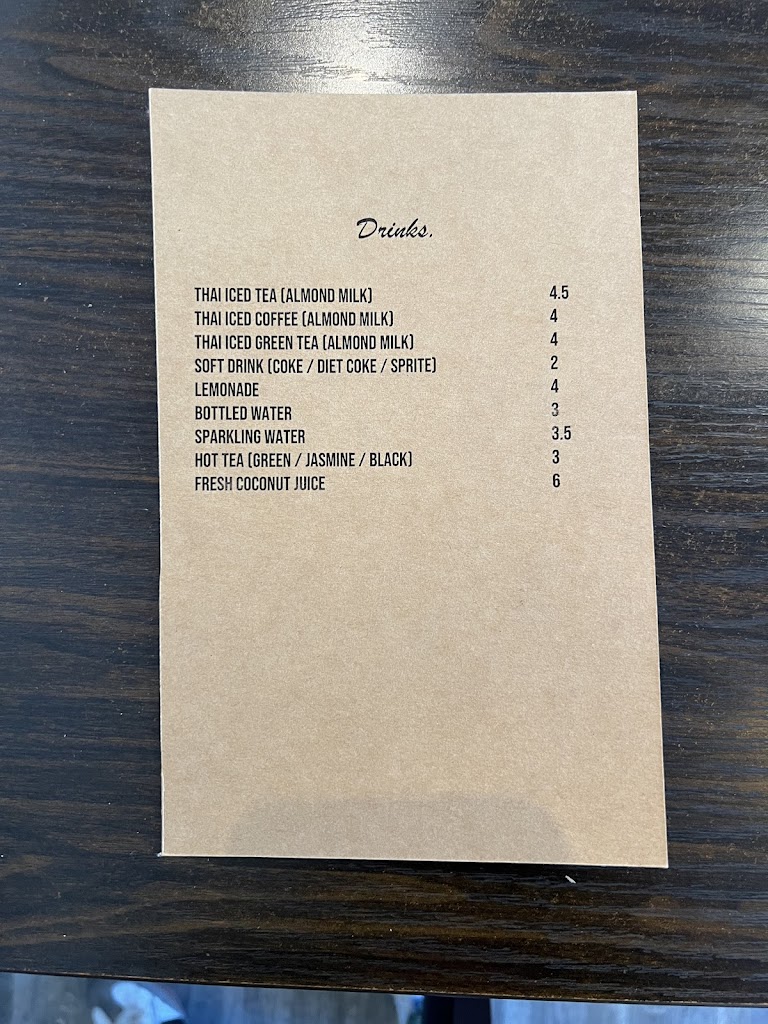 Drinks.
THAI ICED TEA (ALMOND MILK) 4.5
THAI ICED COFFEE (ALMOND MILK) 4
THAI ICED GREEN TEA (ALMOND MILK) 4
SOFT DRINK (COKE / DIET COKE / SPRITE) 2
LEMONADE 4
BOTTLED WATER 3
SPARKLING WATER 3.5
HOT TEA (GREEN / JASMINE / BLACK) 3
FRESH COCONUT JUICE 6